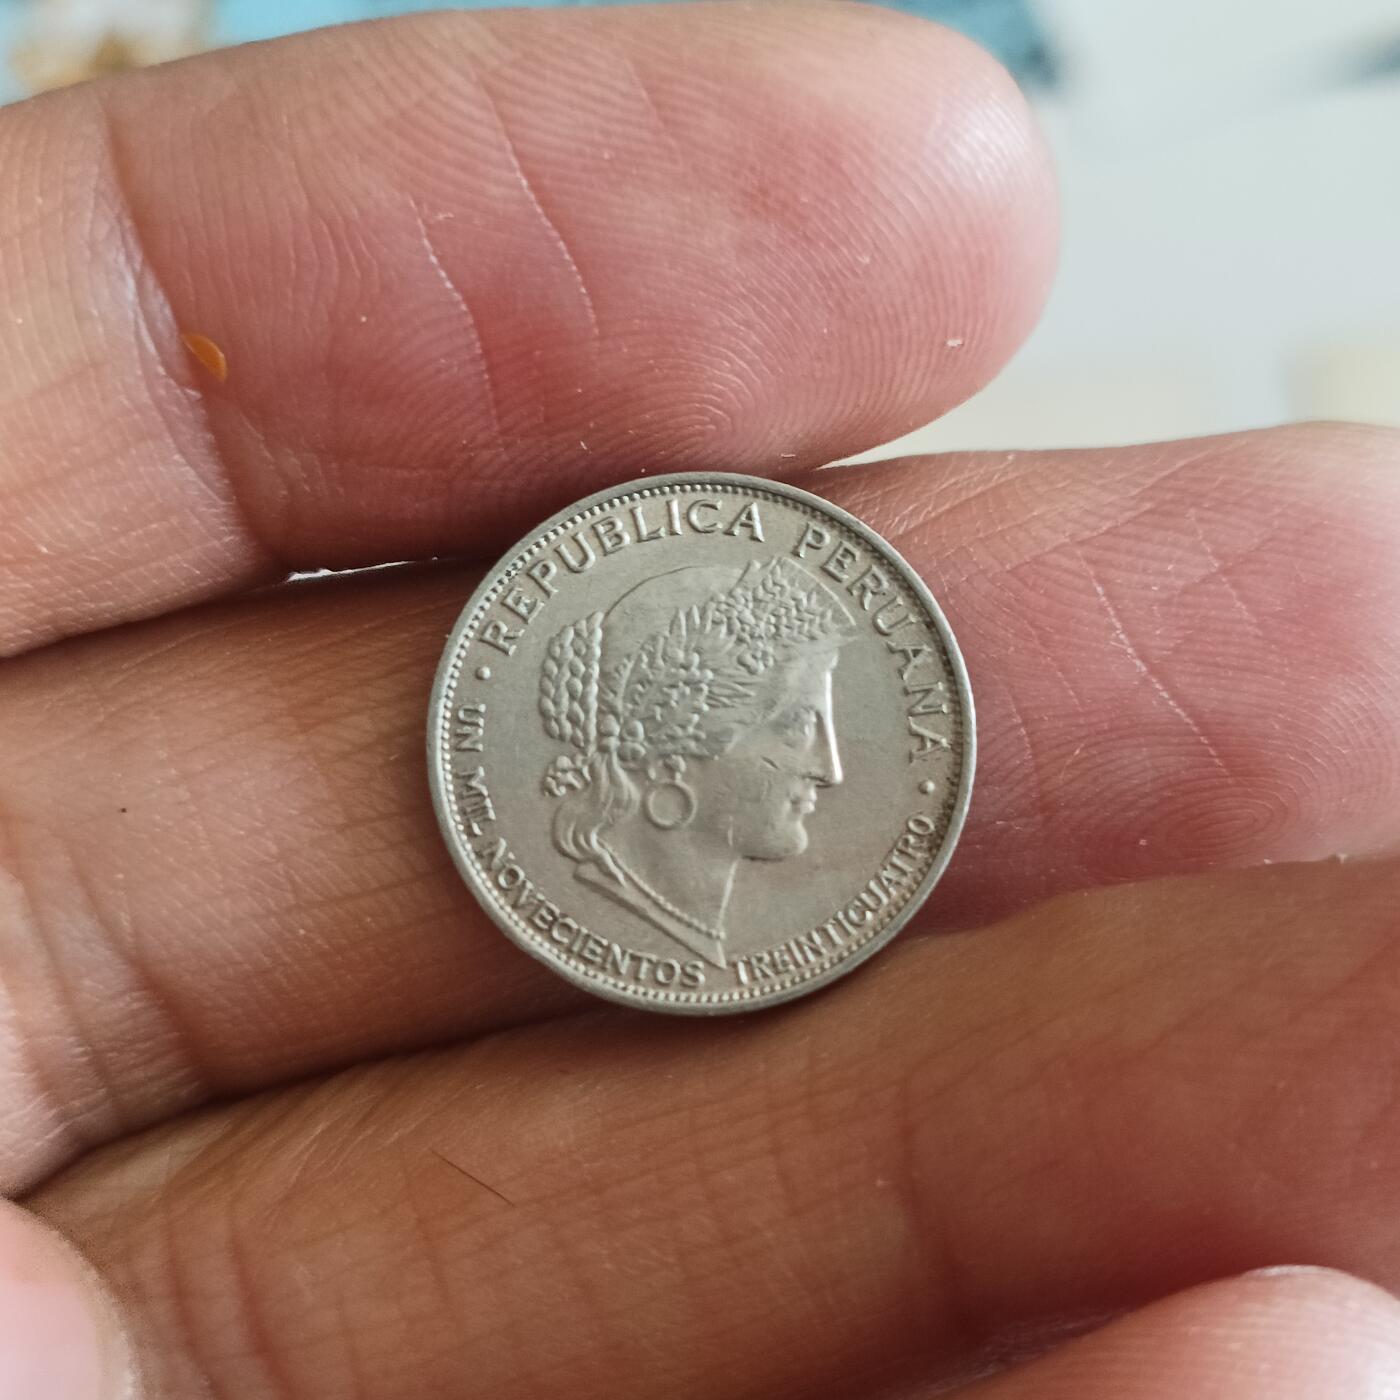 REPUBLICA PERUANA
UN MIL NOVECIENTOS TREINTICUATRO